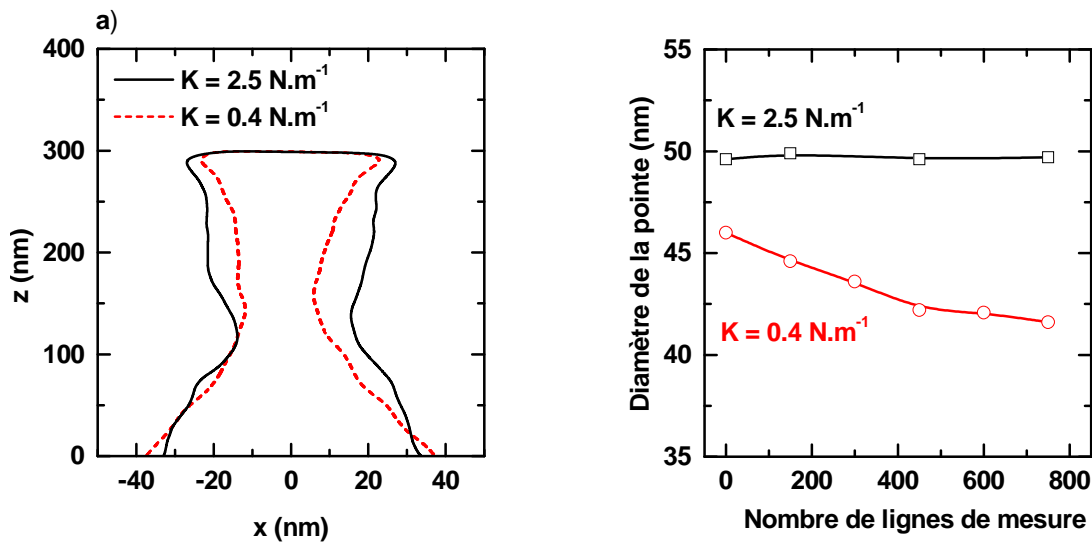 a)
400
300
200
100
0
z (nm)
K = 2.5 N.m-1
K = 0.4 N.m-1
-40 -20 0 20 40
x (nm)
55
50
45
40
35
Diamètre de la pointe (nm)
K = 2.5 N.m-1
K = 0.4 N.m-1
0 200 400 600 800
Nombre de lignes de mesure